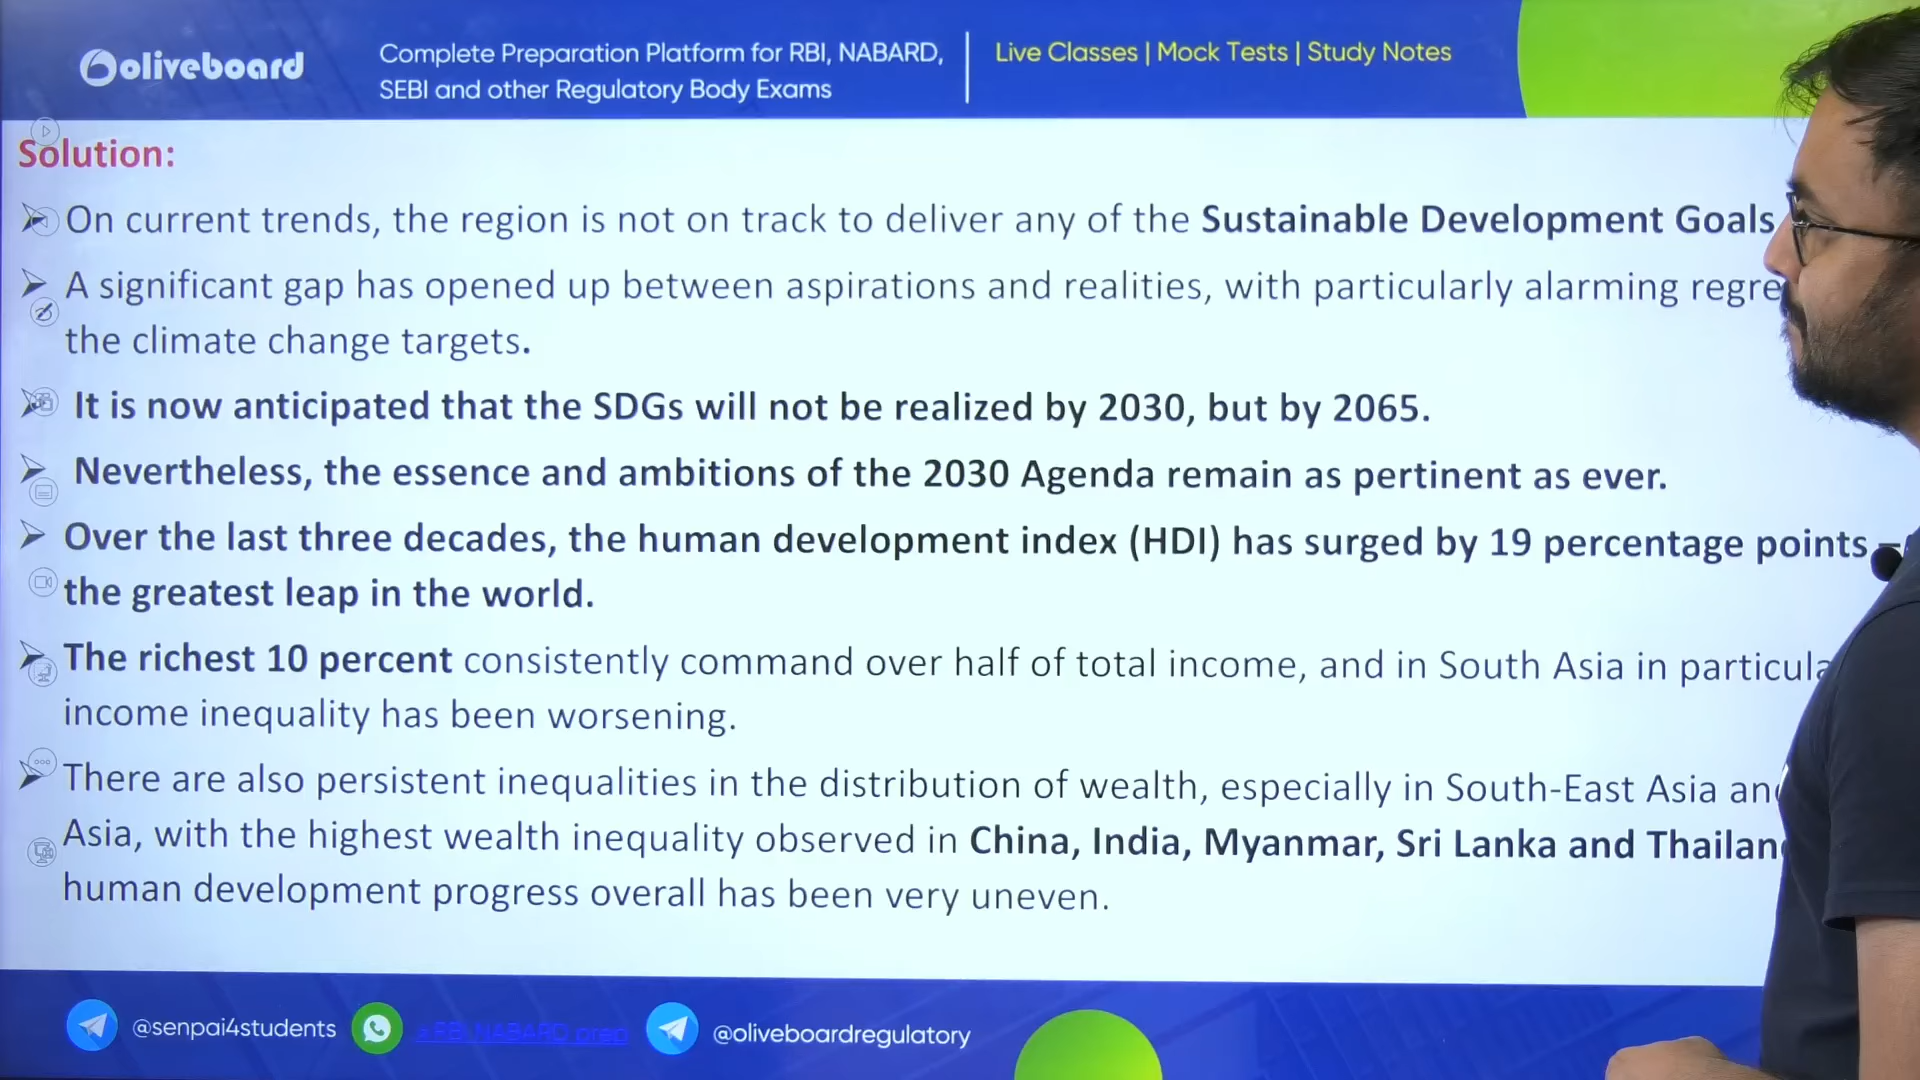 oliveboard
Complete Preparation Platform for RBI, NABARD,
SEBI and other Regulatory Body Exams
Live Classes | Mock Tests | Study Notes
Solution:
On current trends, the region is not on track to deliver any of the Sustainable Development Goals
A significant gap has opened up between aspirations and realities, with particularly alarming regre
the climate change targets.
It is now anticipated that the SDGs will not be realized by 2030, but by 2065.
Nevertheless, the essence and ambitions of the 2030 Agenda remain as pertinent as ever.
Over the last three decades, the human development index (HDI) has surged by 19 percentage points –
the greatest leap in the world.
The richest 10 percent consistently command over half of total income, and in South Asia in particula
income inequality has been worsening.
There are also persistent inequalities in the distribution of wealth, especially in South-East Asia and
Asia, with the highest wealth inequality observed in China, India, Myanmar, Sri Lanka and Thailan
human development progress overall has been very uneven.
@senpai4students
RBI NABARD prep
@oliveboardregulatory